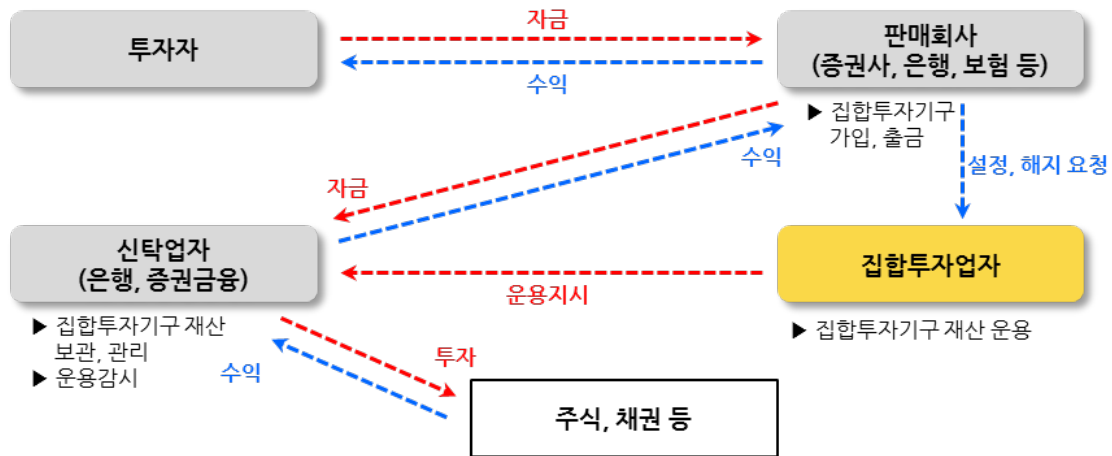 투자자
자금
수익
판매회사
(증권사, 은행, 보험 등)
▶ 집합투자기구
가입, 출금
수익
설정, 해지 요청
자금
신탁업자
(은행, 증권금융)
운용지시
집합투자업자
▶ 집합투자기구 재산
보관, 관리
▶ 운용감시
▶ 집합투자기구 재산 운용
투자
수익
주식, 채권 등